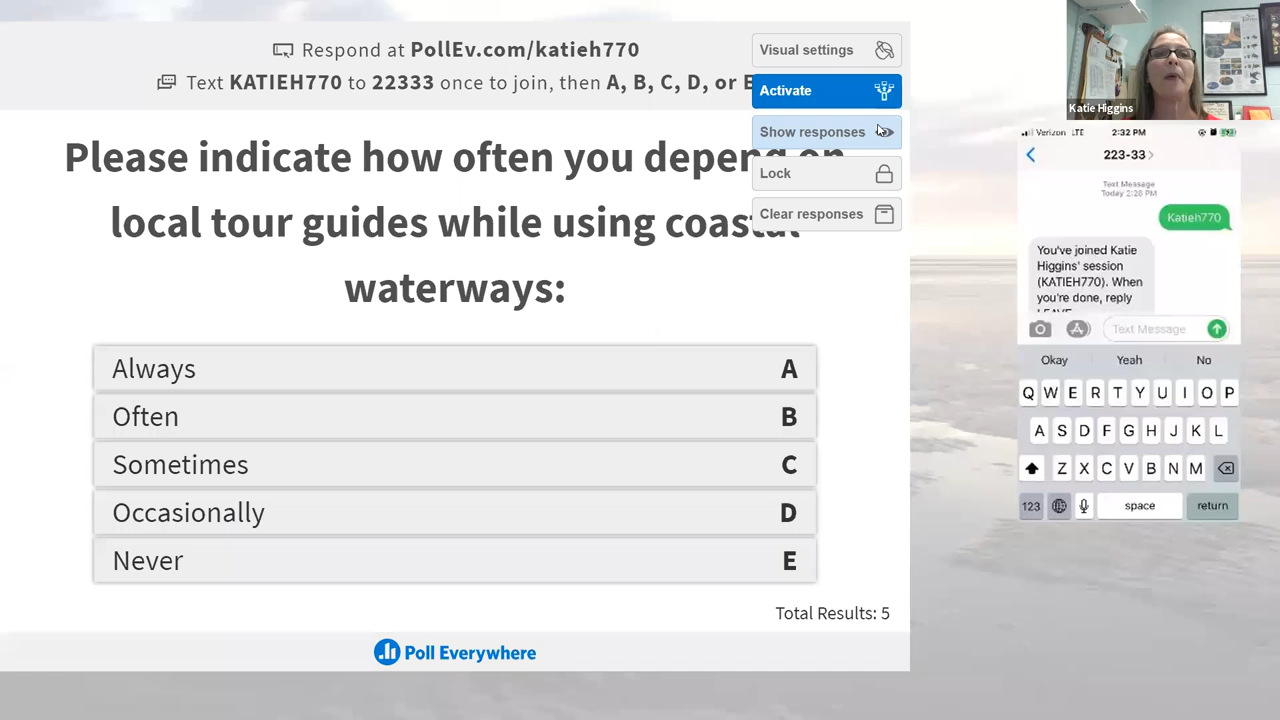 Respond at PollEv.com/katieh770
Text KATIEH770 to 22333 once to join, then A, B, C, D, or E
Visual settings
Activate
Show responses
Lock
Clear responses
Please indicate how often you depend on
local tour guides while using coastal
waterways:
Always A
Often B
Sometimes C
Occasionally D
Never E
Total Results: 5
Poll Everywhere
Katie Higgins
Verizon LTE 2:32 PM
223-33
Text Message
Today 2:26 PM
Katieh770
You've joined Katie
Higgins' session
(KATIEH770). When
you're done, reply
LEAVE
Text Message
Okay Yeah No
Q W E R T Y U I O P
A S D F G H J K L
Z X C V B N M
123 space return